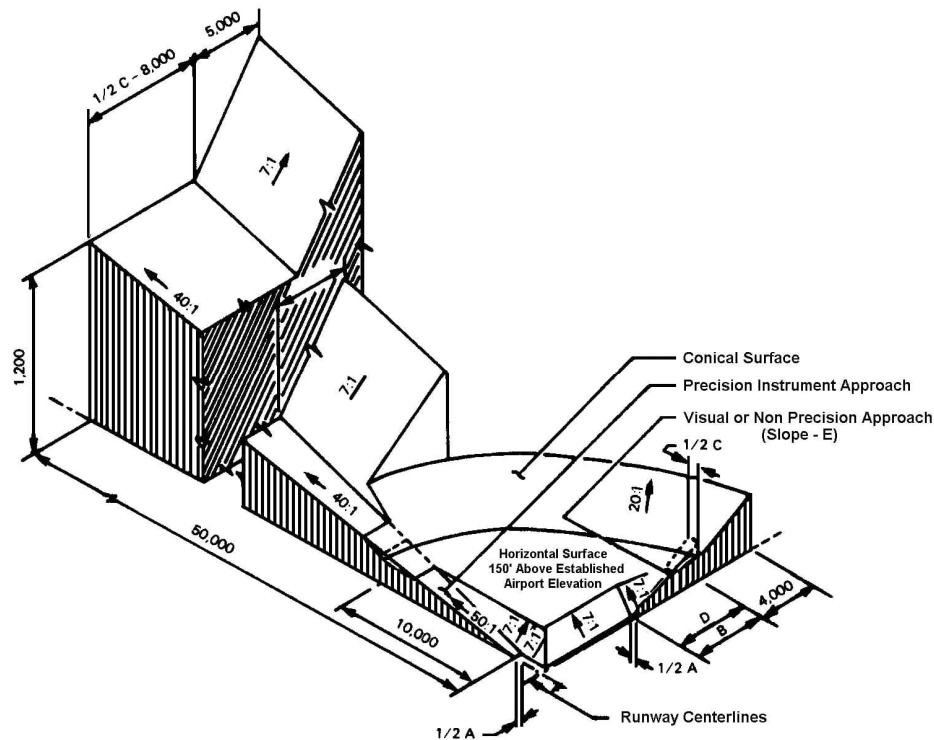 5,000
1/2 C - 8,000
7:1
40:1
1,200
7:1
Conical Surface
Precision Instrument Approach
Visual or Non Precision Approach
(Slope - E)
1/2 C
20:1
40:1
50,000
Horizontal Surface
150' Above Established
Airport Elevation
7:1
4,000
D
B
50:1
7:1
7:1
7:1
10,000
1/2 A
Runway Centerlines
1/2 A